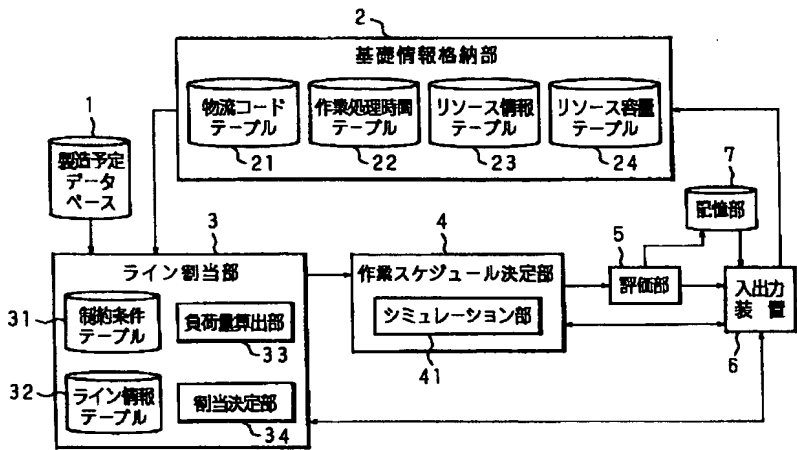 2
基礎情報格納部
物流コード
テーブル
21
作業処理時間
テーブル
22
リソース情報
テーブル
23
リソース容量
テーブル
24
1
製造予定
データ
ベース
3
ライン割当部
31
制約条件
テーブル
負荷量算出部
33
32
ライン情報
テーブル
割当決定部
34
4
作業スケジュール決定部
シミュレーション部
41
5
評価部
7
記憶部
入出力
装置
6